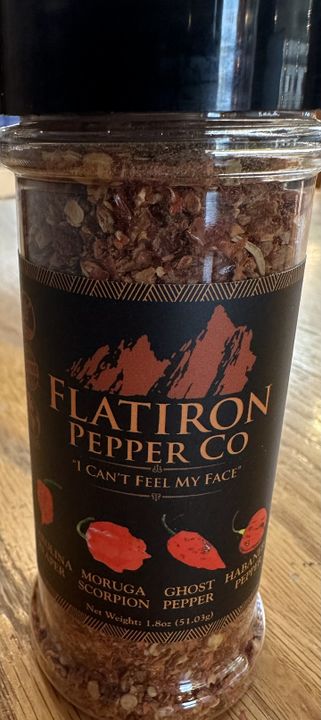 FLATIRON
PEPPER CO
"I CAN'T FEEL MY FACE"
MORUGA
SCORPION
GHOST
PEPPER
Net Weight: 1.8oz (51.03g)